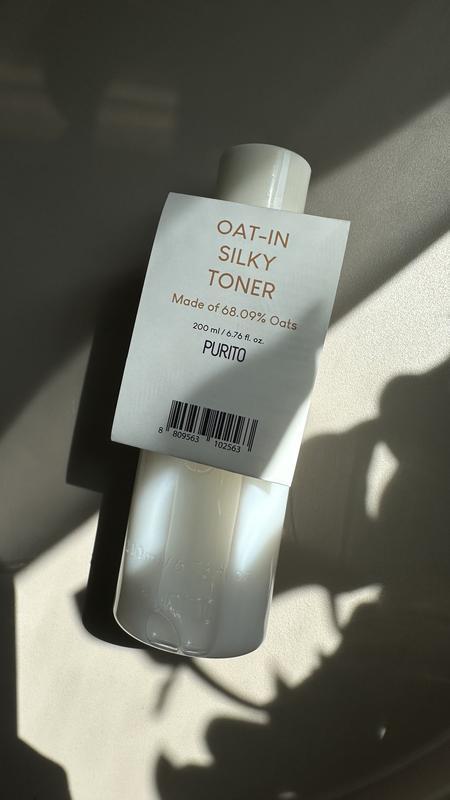 OAT-IN
SILKY
TONER
Made of 68.09% Oats
200 ml / 6.76 fl. oz.
PURITO
8 809563 102563